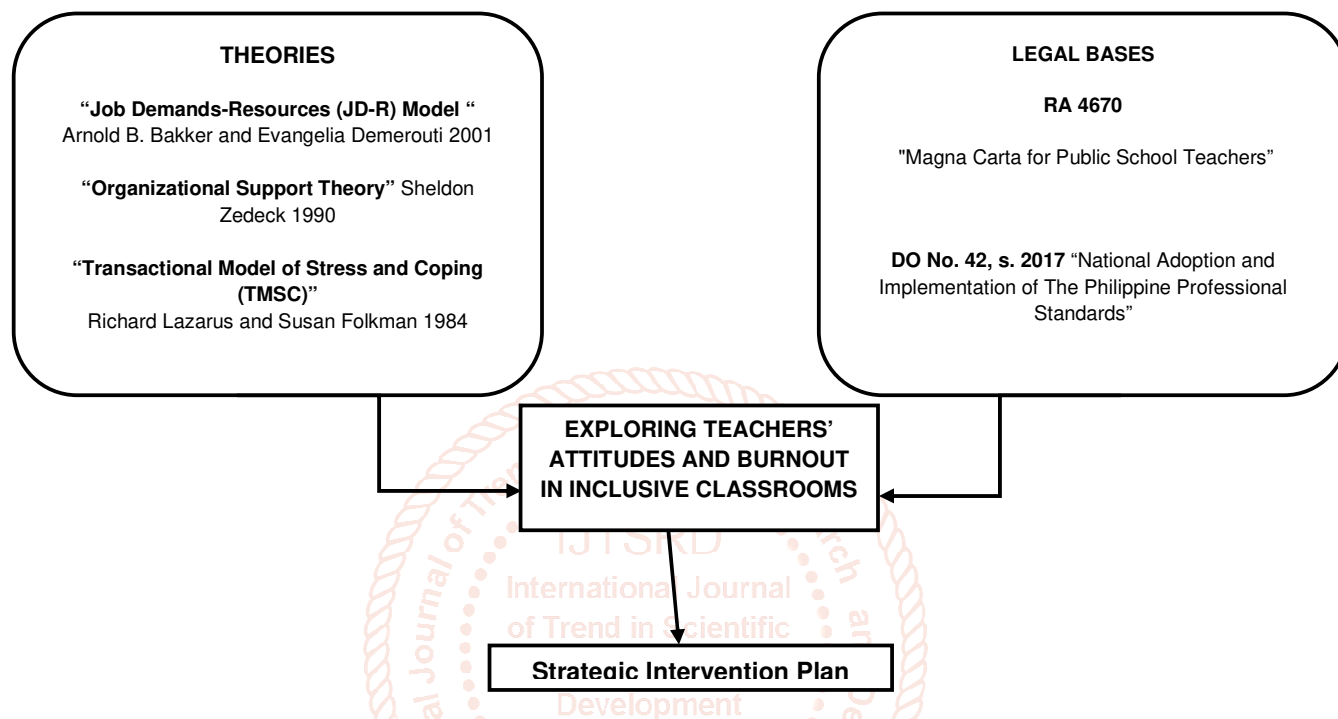 THEORIES
“Job Demands-Resources (JD-R) Model “
Arnold B. Bakker and Evangelia Demerouti 2001
“Organizational Support Theory” Sheldon
Zedeck 1990
“Transactional Model of Stress and Coping
(TMSC)”
Richard Lazarus and Susan Folkman 1984
LEGAL BASES
RA 4670
"Magna Carta for Public School Teachers”
DO No. 42, s. 2017 “National Adoption and
Implementation of The Philippine Professional
Standards”
EXPLORING TEACHERS’
ATTITUDES AND BURNOUT
IN INCLUSIVE CLASSROOMS
IJTSRD
International Journal
of Trend in Scientific
Strategic Intervention Plan
Development